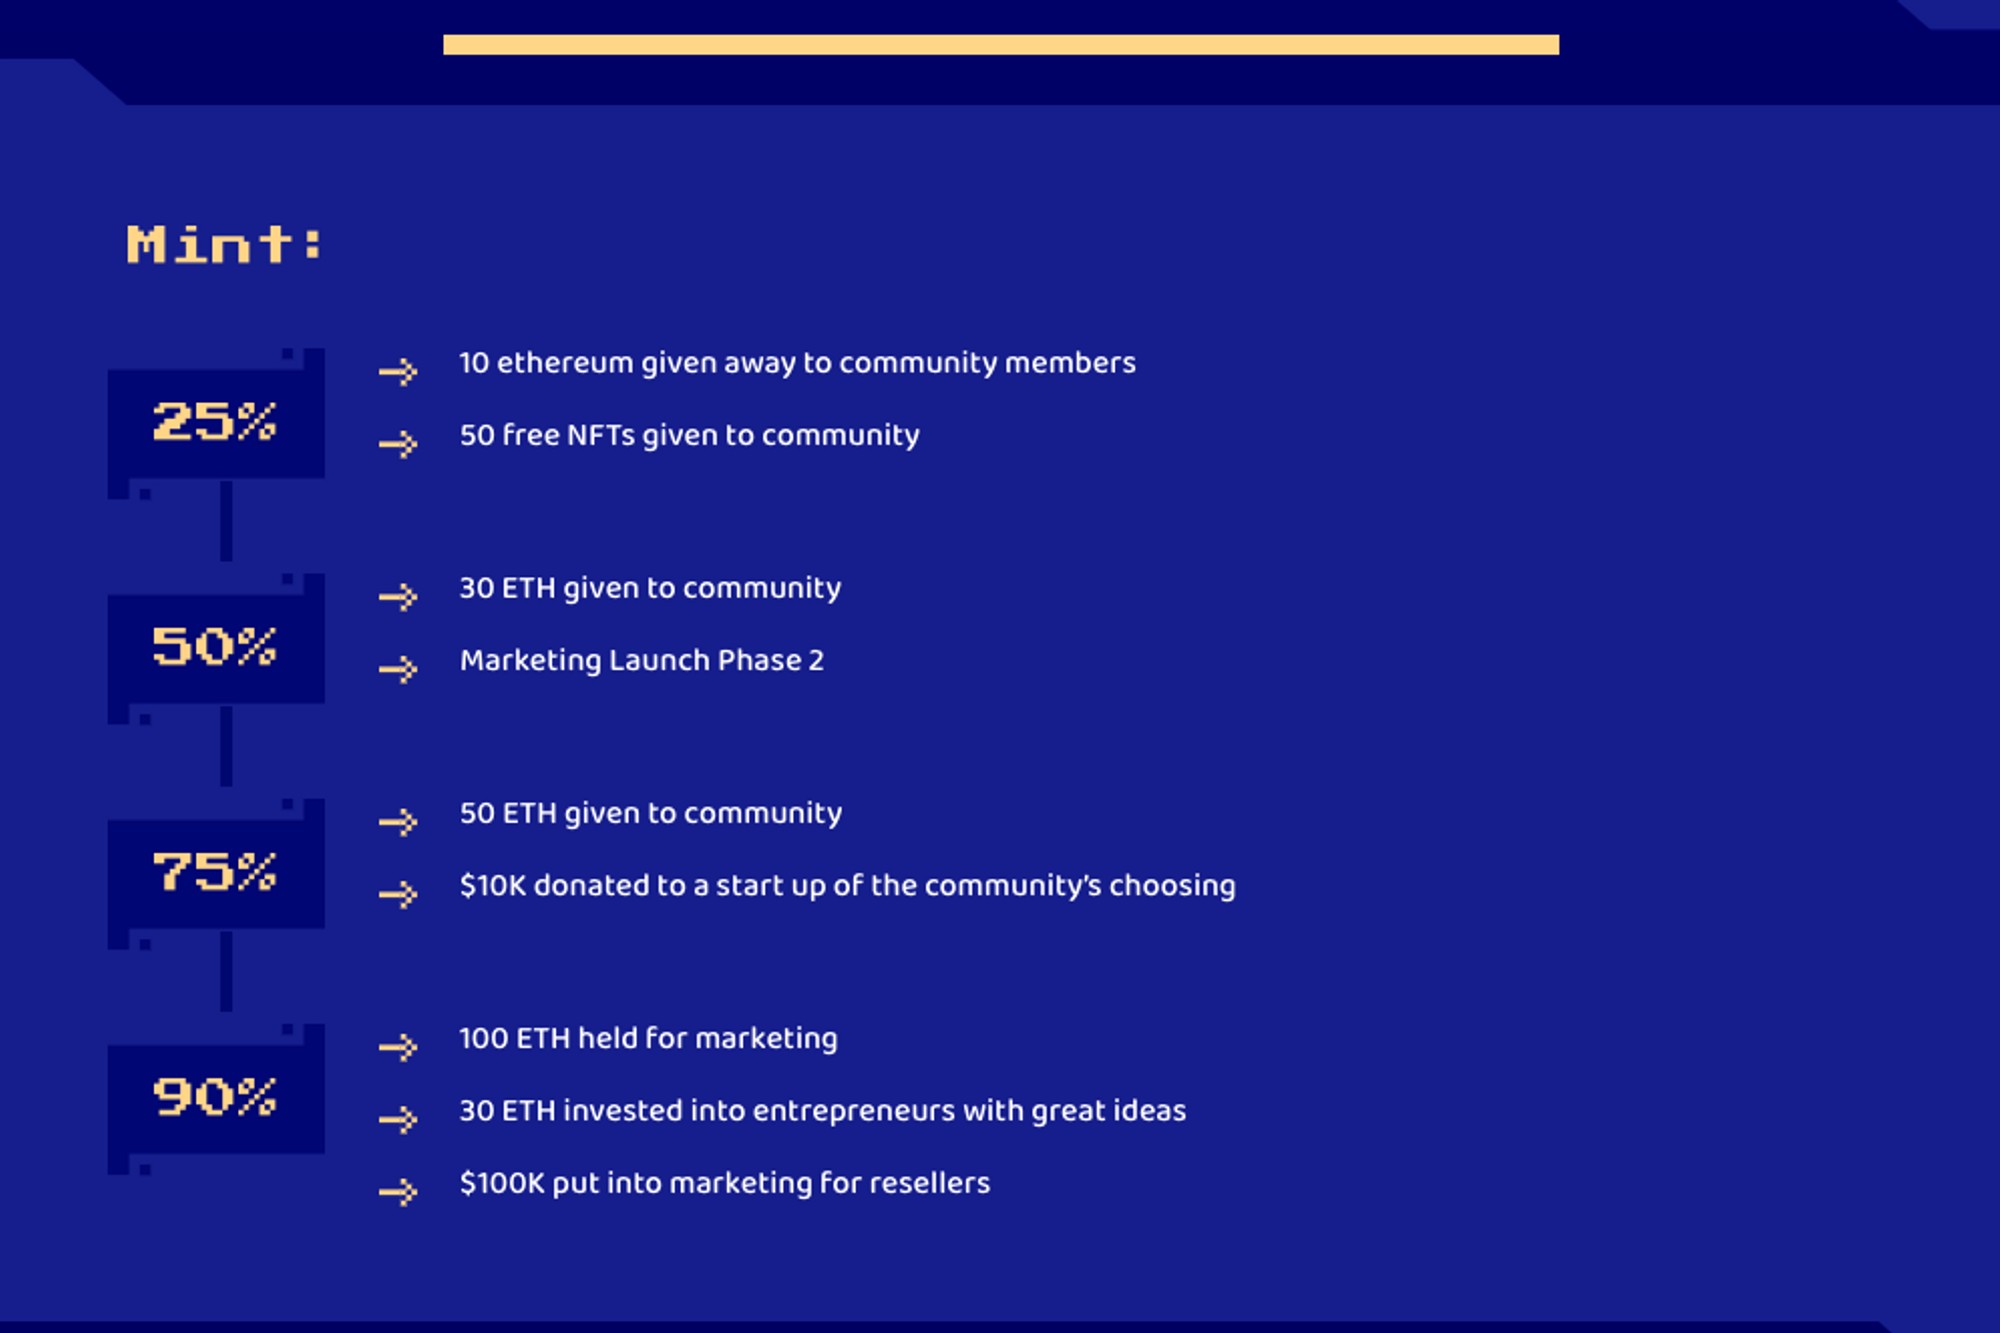 Mint:
25%
10 ethereum given away to community members
50 free NFTs given to community
50%
30 ETH given to community
Marketing Launch Phase 2
75%
50 ETH given to community
$10K donated to a start up of the community’s choosing
90%
100 ETH held for marketing
30 ETH invested into entrepreneurs with great ideas
$100K put into marketing for resellers